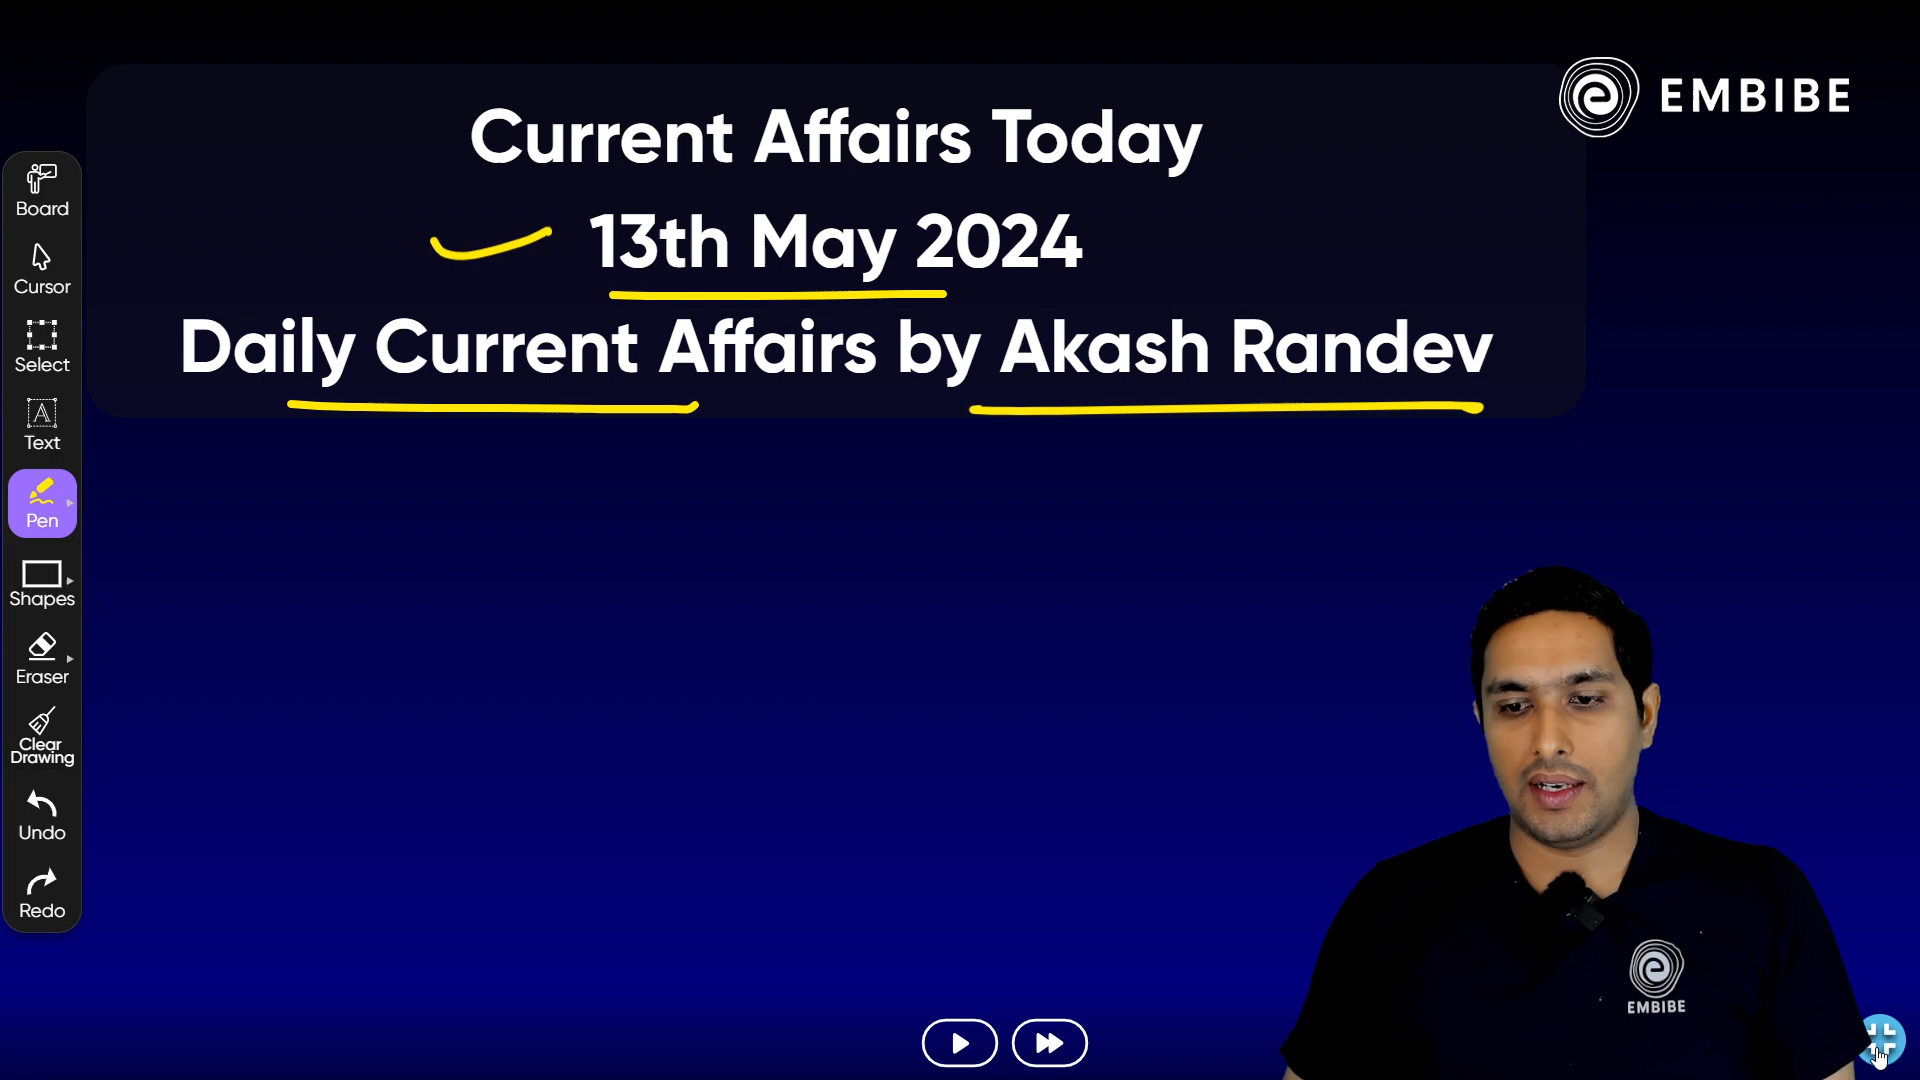 EMBIBE
Current Affairs Today
13th May 2024
Daily Current Affairs by Akash Randev
Board
Cursor
Select
Text
Pen
Shapes
Eraser
Clear
Drawing
Undo
Redo
EMBIBE